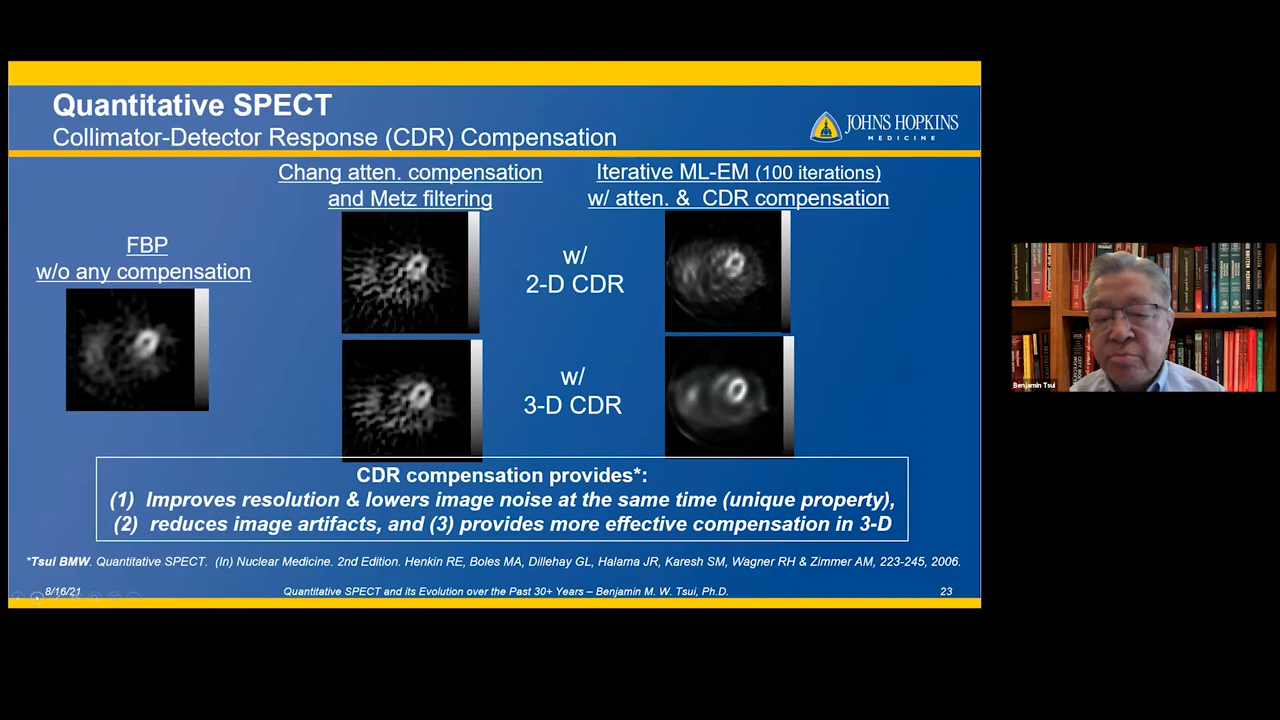 Quantitative SPECT
Collimator-Detector Response (CDR) Compensation
JOHNS HOPKINS
MEDICINE
FBP
w/o any compensation
Chang atten. compensation
and Metz filtering
Iterative ML-EM (100 iterations)
w/ atten. & CDR compensation
w/
2-D CDR
w/
3-D CDR
CDR compensation provides*:
(1) Improves resolution & lowers image noise at the same time (unique property),
(2) reduces image artifacts, and (3) provides more effective compensation in 3-D
*Tsui BMW. Quantitative SPECT. (In) Nuclear Medicine. 2nd Edition. Henkin RE, Boles MA, Dillehay GL, Halama JR, Karesh SM, Wagner RH & Zimmer AM, 223-245, 2006.
8/16/21
Quantitative SPECT and its Evolution over the Past 30+ Years – Benjamin M. W. Tsui, Ph.D.
23
Benjamin Tsui